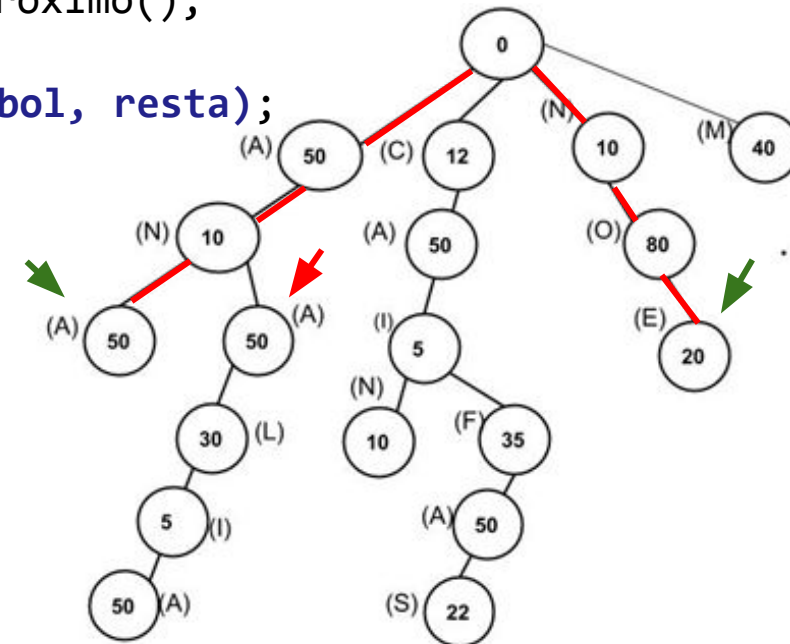 roximo();
bol, resta);
0
(A) 50 (C) 12 (N) 10 (M) 40
(N) 10 (A) 50 (O) 80
(A) 50 50 (A) (I) 5 (E) 20
30 (L) (N) 10 (F) 35
5 (I) (A) 50
50 (A) (S) 22